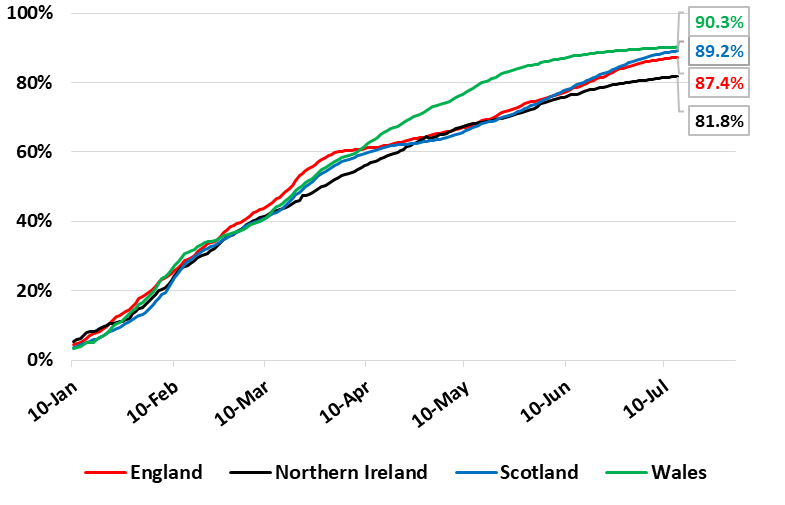 100%
80%
60%
40%
20%
0%
90.3%
89.2%
87.4%
81.8%
10-Jan
10-Feb
10-Mar
10-Apr
10-May
10-Jun
10-Jul
England
Northern Ireland
Scotland
Wales